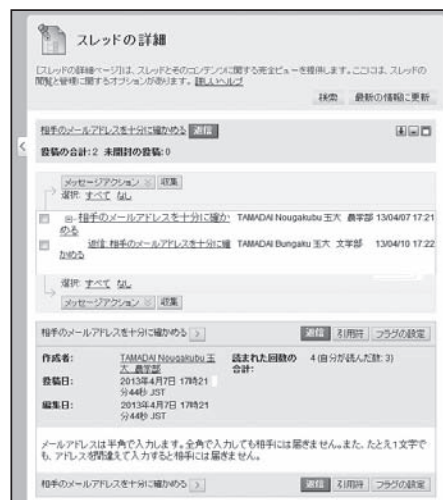 スレッドの詳細
[スレッドの詳細ページ]は、スレッドとそのコンテンツに関する完全ビューを提供します。ここには、スレッドの
閲覧と管理に関するオプションがあります。詳しいヘルプ
検索 最新の情報に更新
相手のメールアドレスを十分に確かめる 返信
投稿の合計:2 未開封の投稿:0
メッセージアクション 収集
選択: すべて なし
相手のメールアドレスを十分に確か TAMADAI Nougakubu 玉大 農学部 13/04/07 17:21
める
返信:相手のメールアドレスを十分に確 TAMADAI Bungaku 玉大 文学部 13/04/10 17:22
かめる
選択: すべて なし
メッセージアクション 収集
相手のメールアドレスを十分に確かめる 返信 引用符 フラグの設定
作成者: TAMADAI Nougakubu 玉 読まれた回数の 4 (自分が読んだ数: 3)
大 農学部 合計:
投稿日: 2013年4月7日 17時21
分44秒 JST
編集日: 2013年4月7日 17時21
分44秒 JST
メールアドレスは半角で入力します。全角で入力しても相手には届きません。また、たとえ1文字で
も、アドレスを間違えて入力すると相手には届きません。
相手のメールアドレスを十分に確かめる 返信 引用符 フラグの設定